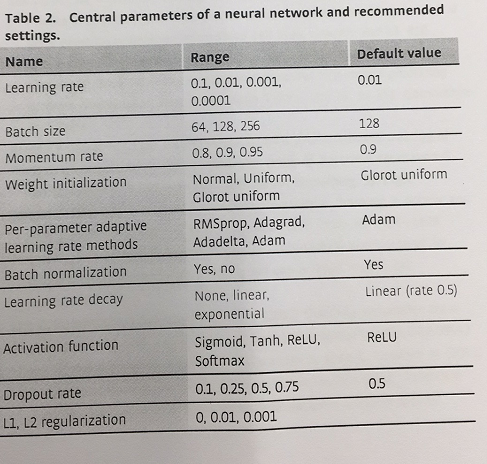 Table 2. Central parameters of a neural network and recommended
settings.
Name Range Default value
Learning rate 0.1, 0.01, 0.001, 0.01
0.0001
Batch size 64, 128, 256 128
Momentum rate 0.8, 0.9, 0.95 0.9
Weight initialization Normal, Uniform, Glorot uniform
Glorot uniform
Per-parameter adaptive RMSprop, Adagrad, Adam
learning rate methods Adadelta, Adam
Batch normalization Yes, no Yes
Learning rate decay None, linear, Linear (rate 0.5)
exponential
Activation function Sigmoid, Tanh, ReLU, ReLU
Softmax
Dropout rate 0.1, 0.25, 0.5, 0.75 0.5
L1, L2 regularization 0, 0.01, 0.001